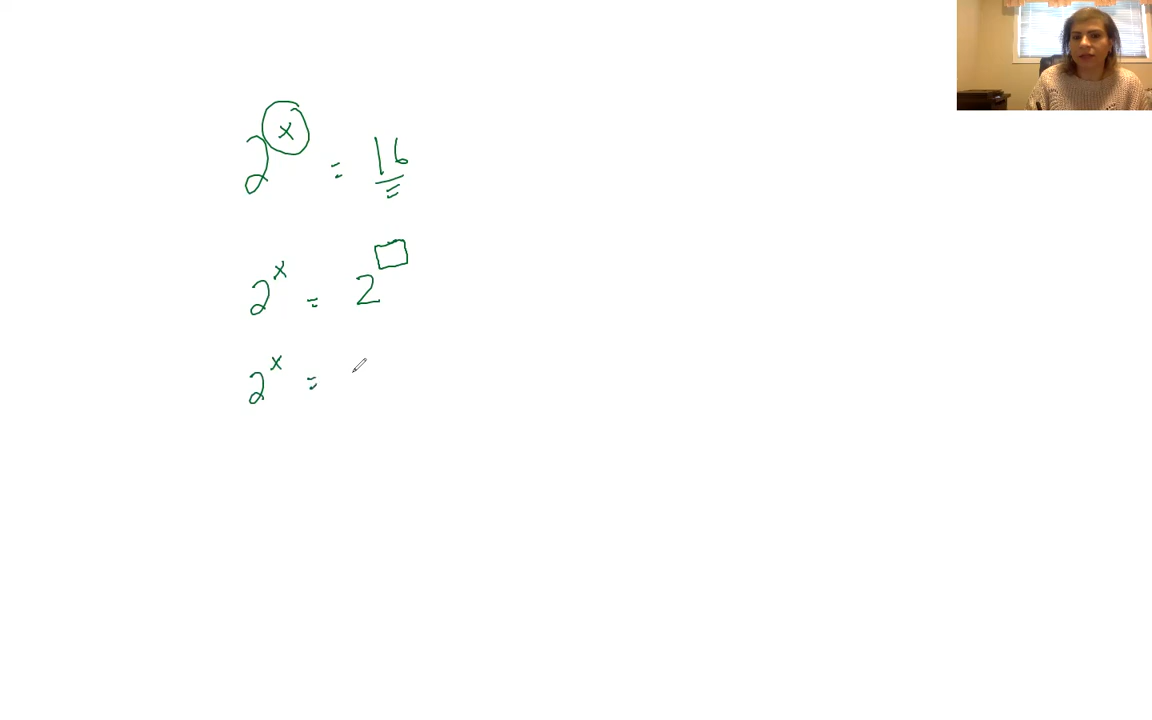 2^x = 16
2^x = 2^□
2^x =